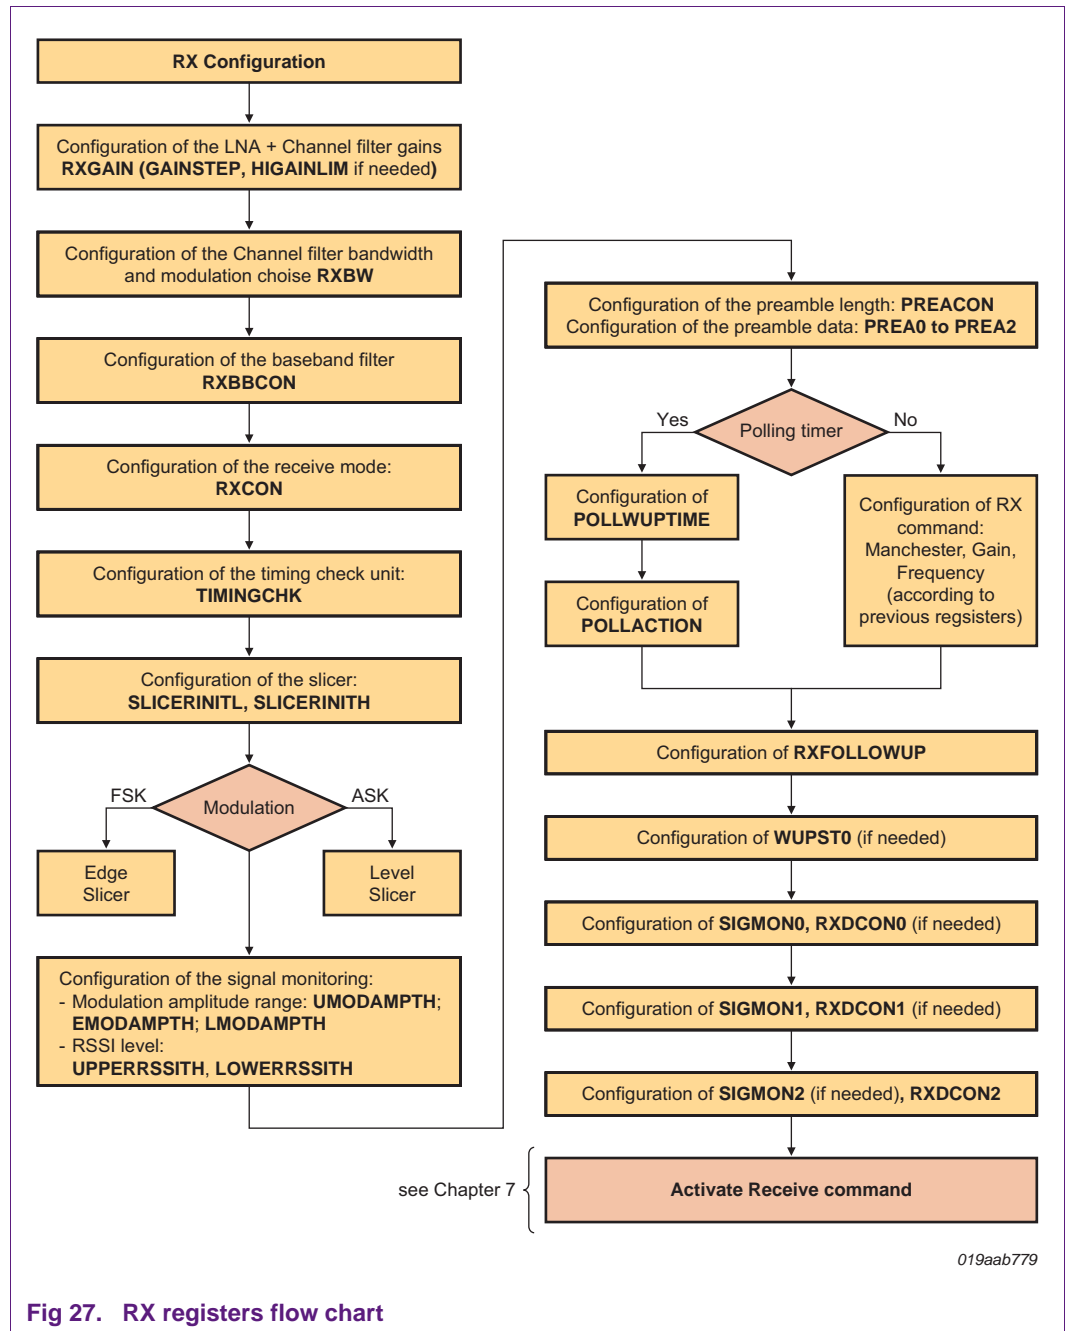 RX Configuration
Configuration of the LNA + Channel filter gains
RXGAIN (GAINSTEP, HIGAINLIM if needed)
Configuration of the Channel filter bandwidth
and modulation choise RXBW
Configuration of the baseband filter
RXBBCON
Configuration of the receive mode:
RXCON
Configuration of the timing check unit:
TIMINGCHK
Configuration of the slicer:
SLICERINITL, SLICERINITH
FSK
Modulation
ASK
Edge
Slicer
Level
Slicer
Configuration of the signal monitoring:
- Modulation amplitude range: UMODAMPTH;
EMODAMPTH; LMODAMPTH
- RSSI level:
UPPERRSSITH, LOWERRSSITH
Configuration of the preamble length: PREACON
Configuration of the preamble data: PREA0 to PREA2
Yes
Polling timer
No
Configuration of
POLLWUPTIME
Configuration of
POLLACTION
Configuration of RX
command:
Manchester, Gain,
Frequency
(according to
previous regsisters)
Configuration of RXFOLLOWUP
Configuration of WUPST0 (if needed)
Configuration of SIGMON0, RXDCON0 (if needed)
Configuration of SIGMON1, RXDCON1 (if needed)
Configuration of SIGMON2 (if needed), RXDCON2
see Chapter 7
Activate Receive command
019aab779
Fig 27. RX registers flow chart